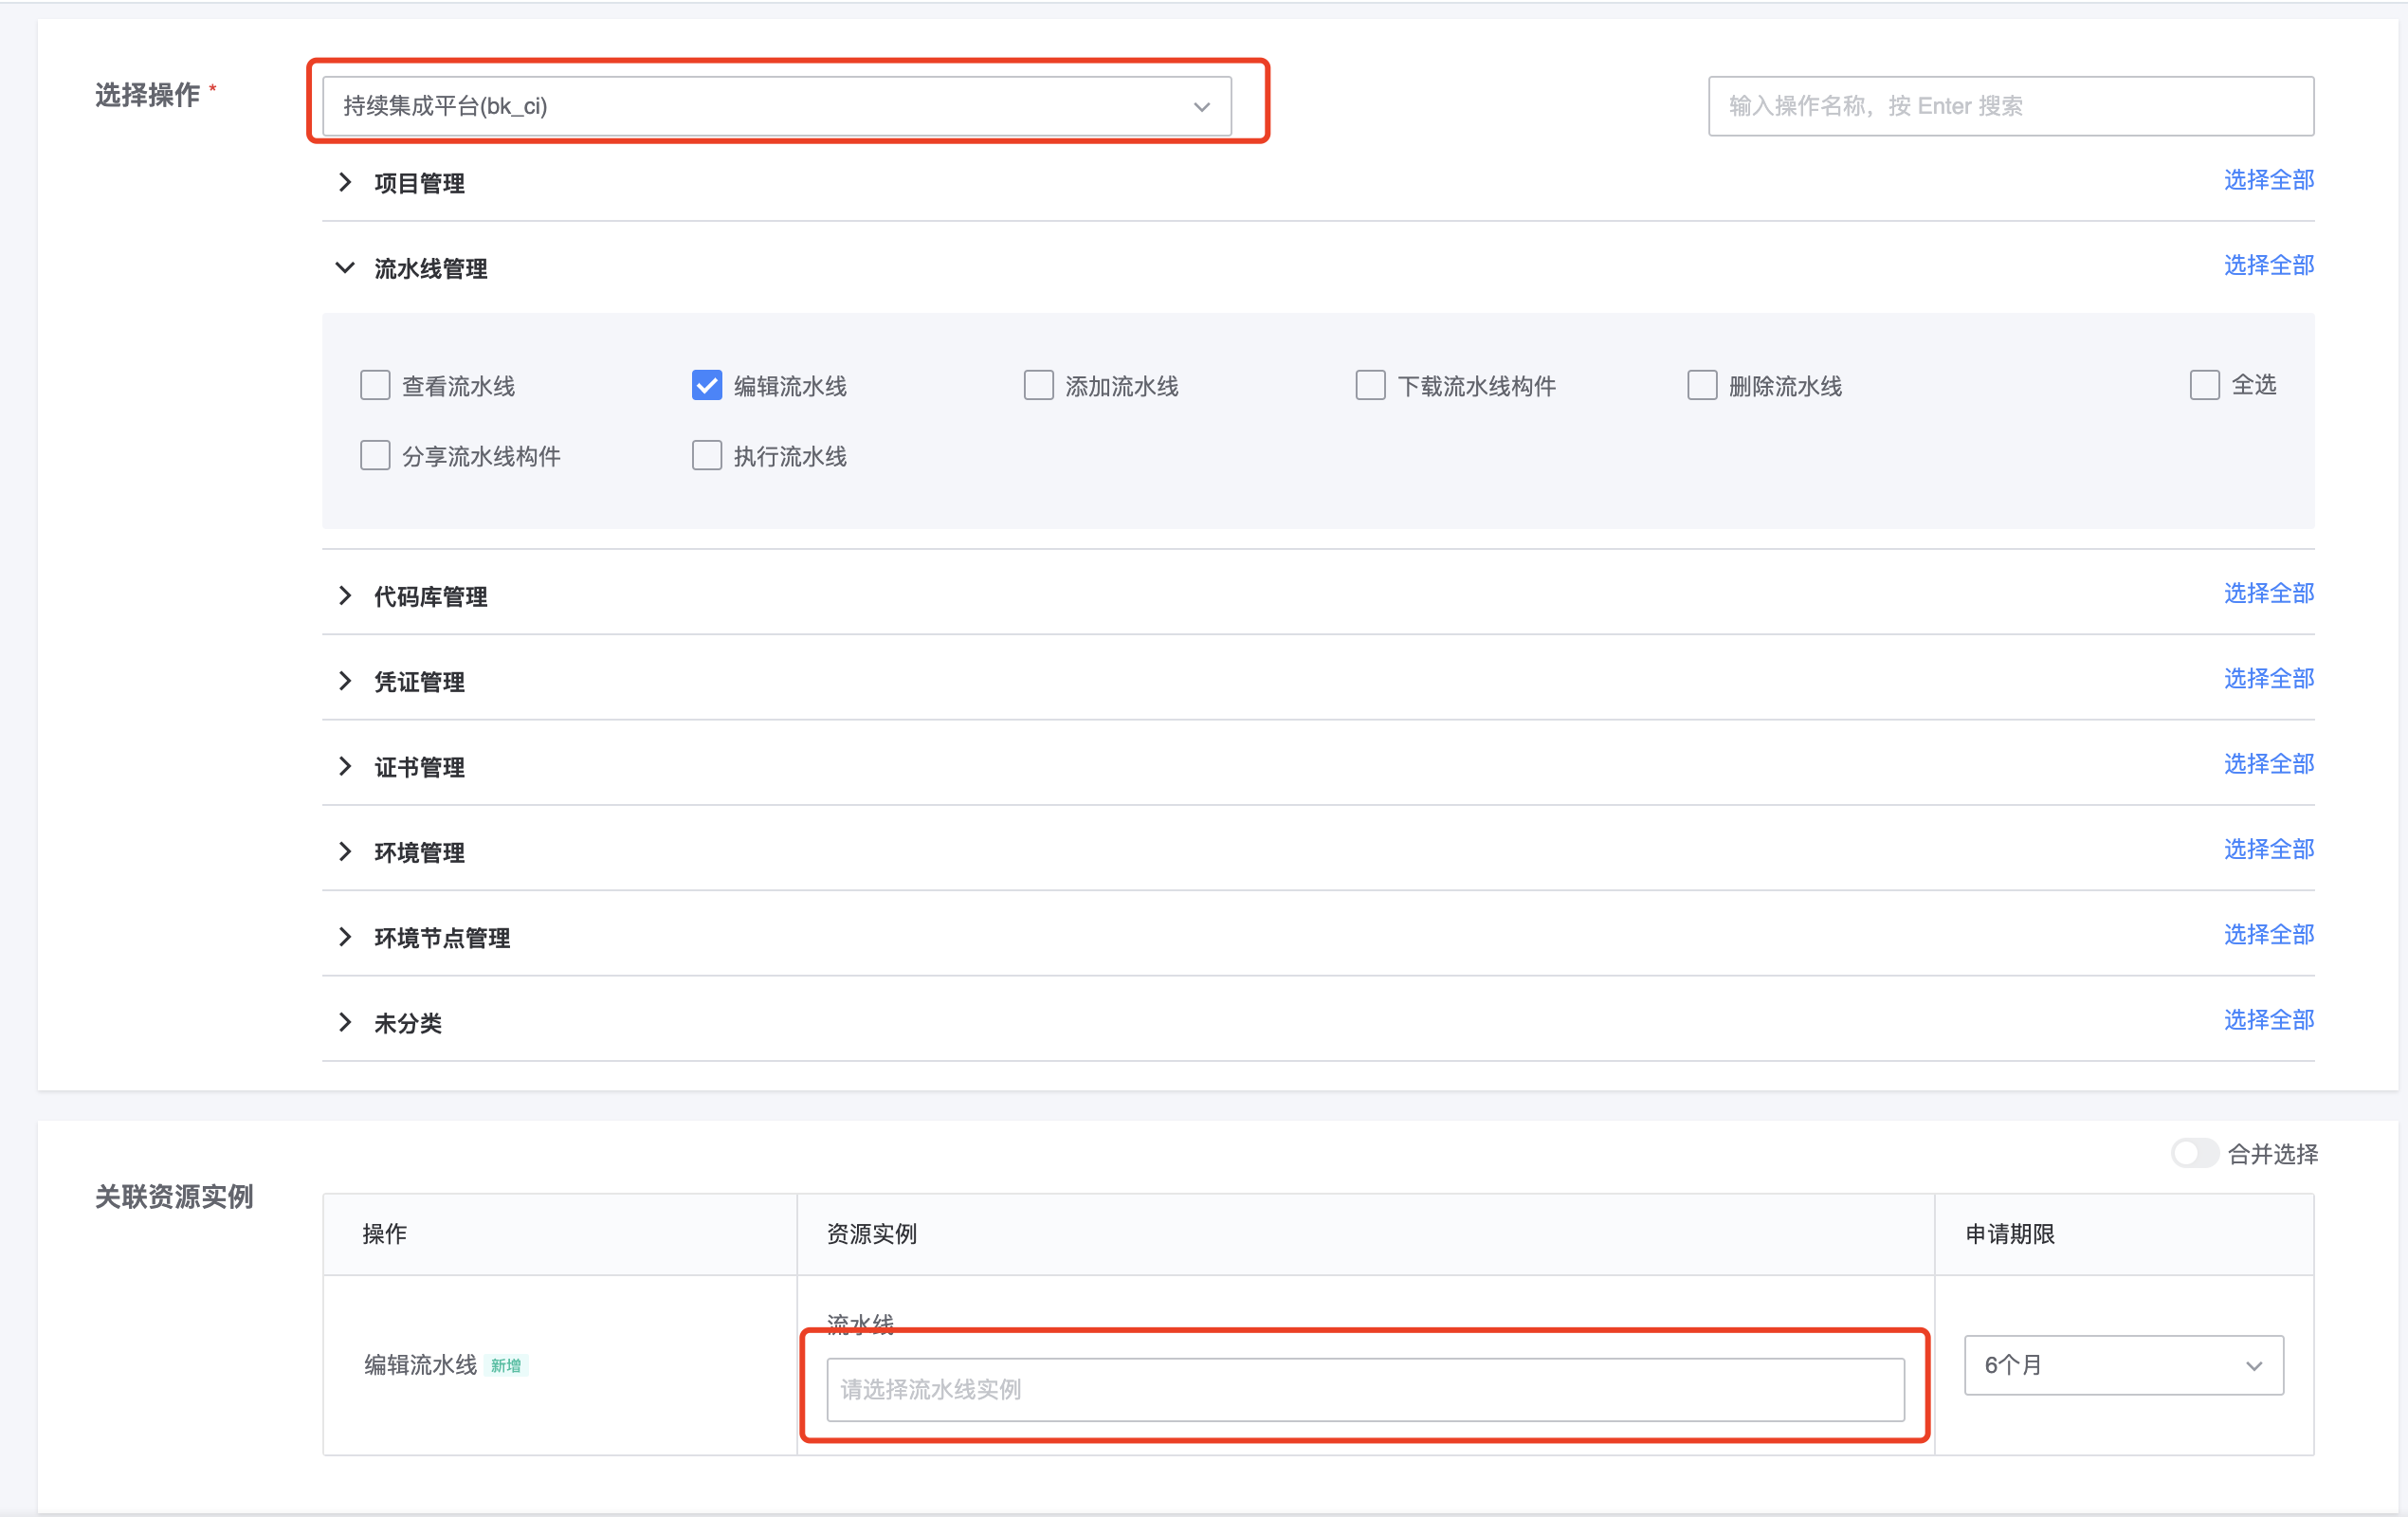 选择操作 *
持续集成平台(bk_ci)
输入操作名称，按 Enter 搜索
项目管理
选择全部
流水线管理
选择全部
查看流水线
编辑流水线
添加流水线
下载流水线构件
删除流水线
全选
分享流水线构件
执行流水线
代码库管理
选择全部
凭证管理
选择全部
证书管理
选择全部
环境管理
选择全部
环境节点管理
选择全部
未分类
选择全部
合并选择
关联资源实例
操作
资源实例
申请期限
流水线
编辑流水线 新增
请选择流水线实例
6个月